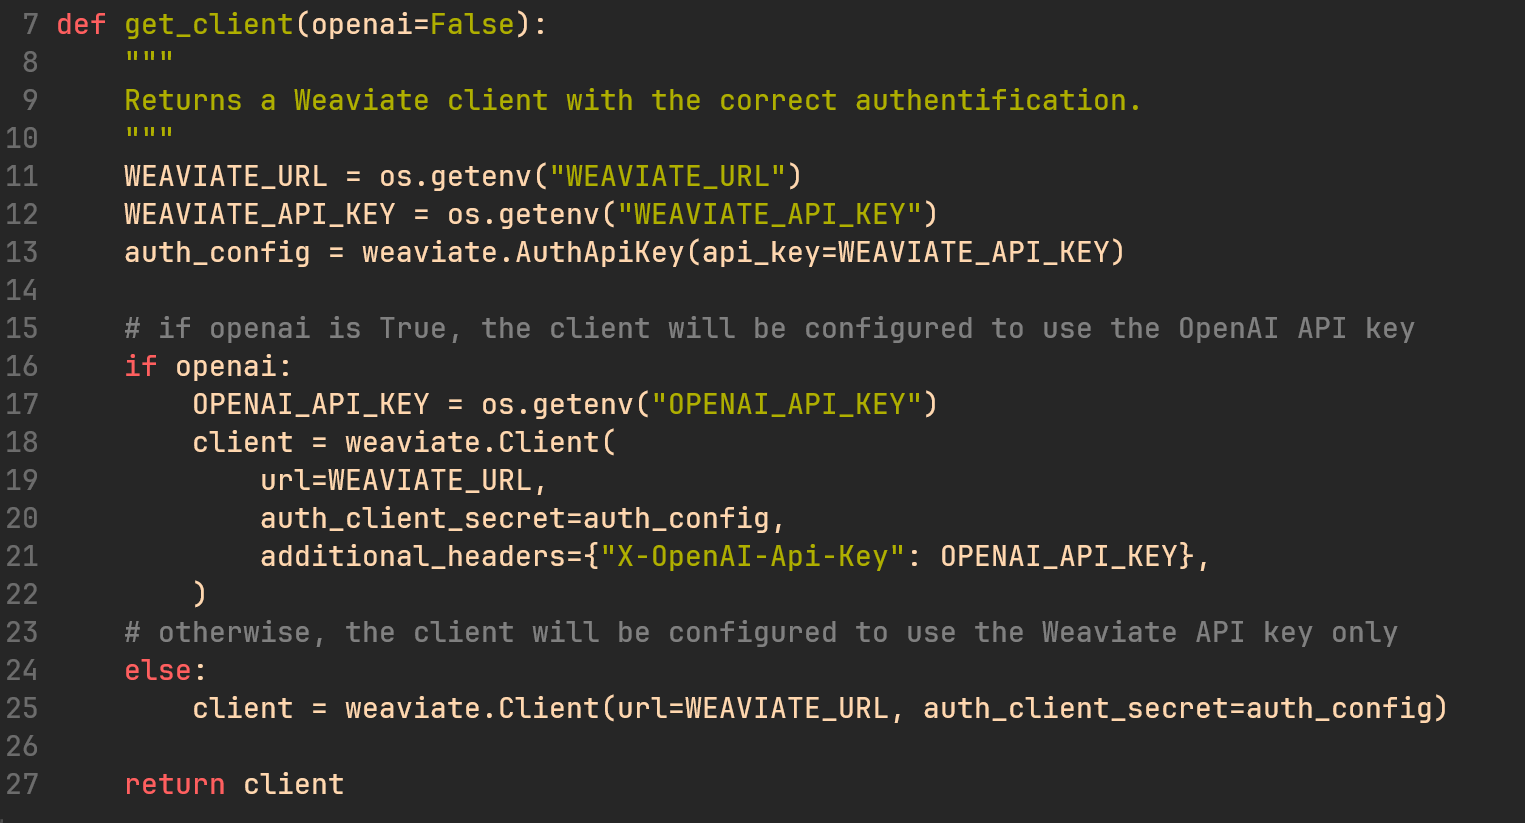 7 def get_client(openai=False):
8     """
9     Returns a Weaviate client with the correct authentification.
10     """
11     WEAVIATE_URL = os.getenv("WEAVIATE_URL")
12     WEAVIATE_API_KEY = os.getenv("WEAVIATE_API_KEY")
13     auth_config = weaviate.AuthApiKey(api_key=WEAVIATE_API_KEY)
14
15     # if openai is True, the client will be configured to use the OpenAI API key
16     if openai:
17         OPENAI_API_KEY = os.getenv("OPENAI_API_KEY")
18         client = weaviate.Client(
19             url=WEAVIATE_URL,
20             auth_client_secret=auth_config,
21             additional_headers={"X-OpenAI-Api-Key": OPENAI_API_KEY},
22         )
23     # otherwise, the client will be configured to use the Weaviate API key only
24     else:
25         client = weaviate.Client(url=WEAVIATE_URL, auth_client_secret=auth_config)
26
27     return client